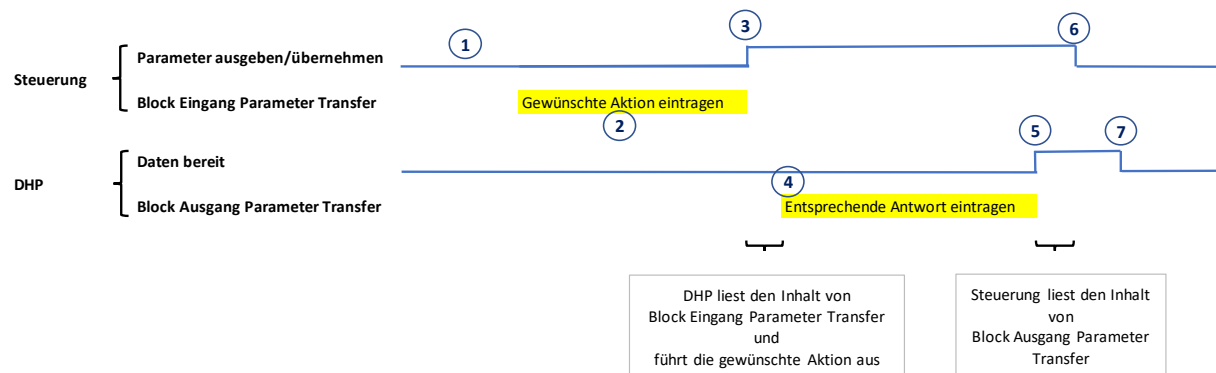 1
3
6
Parameter ausgeben/übernehmen
Steuerung
Block Eingang Parameter Transfer
Gewünschte Aktion eintragen
2
5
7
Daten bereit
DHP
4
Block Ausgang Parameter Transfer
Entsprechende Antwort eintragen
DHP liest den Inhalt von
Block Eingang Parameter Transfer
und
führt die gewünschte Aktion aus
Steuerung liest den Inhalt
von
Block Ausgang Parameter
Transfer